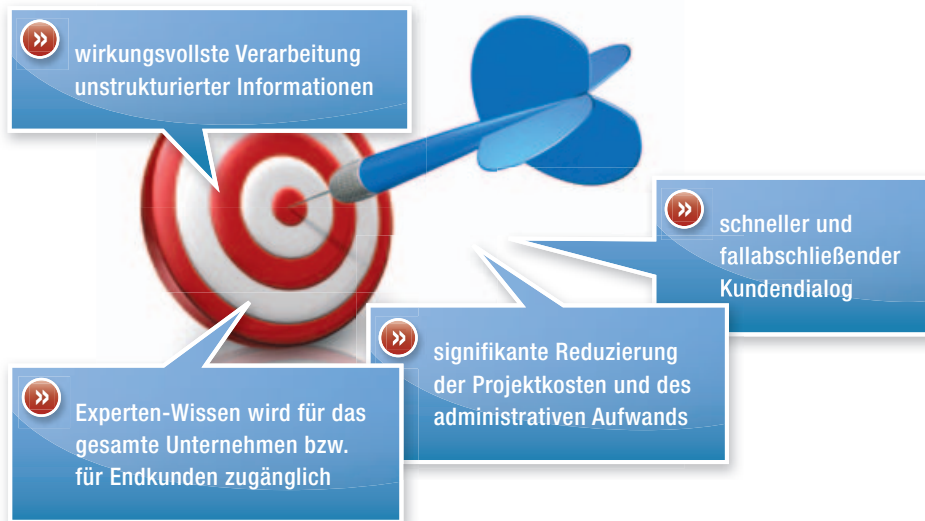 wirkungsvollste Verarbeitung
unstrukturierter Informationen
schneller und
fallabschließender
Kundendialog
signifikante Reduzierung
der Projektkosten und des
administrativen Aufwands
Experten-Wissen wird für das
gesamte Unternehmen bzw.
für Endkunden zugänglich